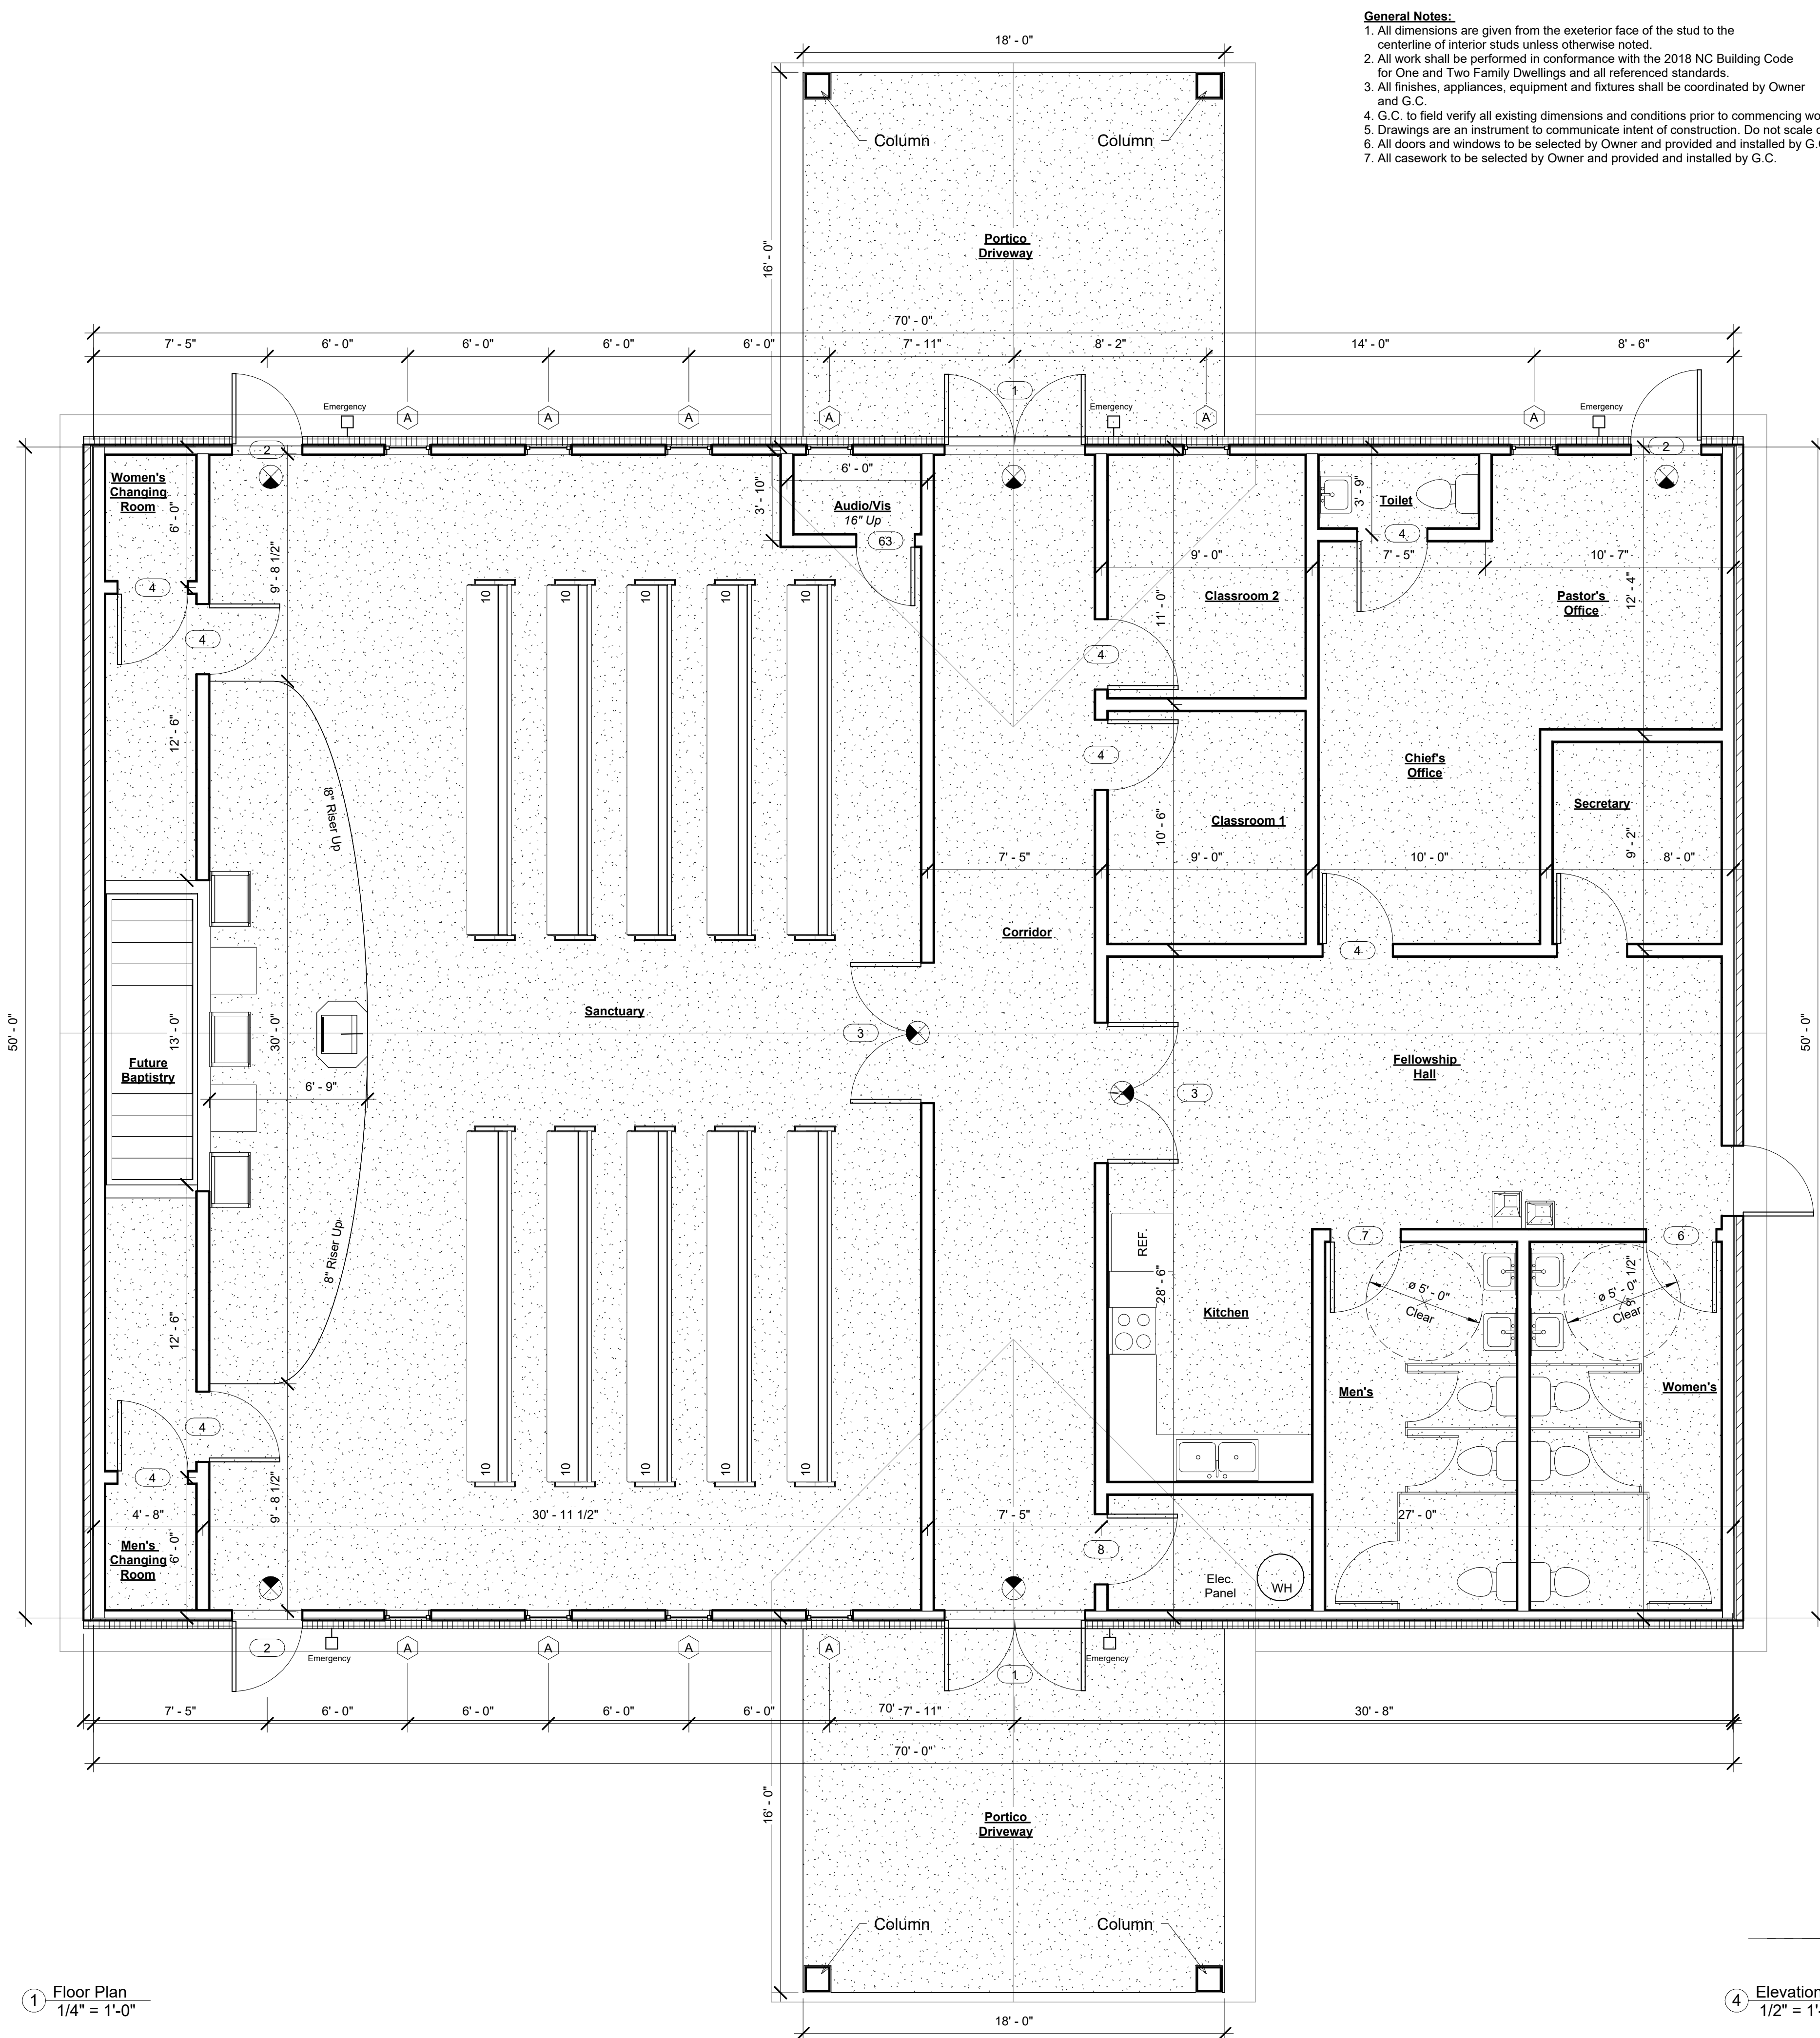 General Notes:
1. All dimensions are given from the exeterior face of the stud to the
centerline of interior studs unless otherwise noted.
2. All work shall be performed in conformance with the 2018 NC Building Code
for One and Two Family Dwellings and all referenced standards.
3. All finishes, appliances, equipment and fixtures shall be coordinated by Owner
and G.C.
4. G.C. to field verify all existing dimensions and conditions prior to commencing
5. Drawings are an instrument to communicate intent of construction. Do not scale
6. All doors and windows to be selected by Owner and provided and installed by
7. All casework to be selected by Owner and provided and installed by G.C.
18' - 0"
Column
Column
Portico
Driveway
16' - 0"
70' - 0"
7' - 5"
6' - 0"
6' - 0"
6' - 0"
6' - 0"
7' - 11"
8' - 2"
14' - 0"
8' - 6"
Emergency
A
A
A
A
1
Emergency
A
A
Emergency
2
2
Women's
Changing
Room
6' - 0"
9' - 8 1/2"
6' - 0"
3' - 10"
Audio/Vis
16" Up
63
3' - 9"
Toilet
4
7' - 5"
10' - 7"
9' - 0"
12' - 4"
4
10
10
10
10
10
Classroom 2
11' - 0"
Pastor's
Office
4
4
12' - 6"
4
8" Riser Up
Chief's
Office
Secretary
Classroom 1
10' - 6"
9' - 2"
7' - 5"
9' - 0"
10' - 0"
8' - 0"
Corridor
4
50' - 0"
13' - 0"
30' - 0"
Sanctuary
3
50' - 0"
Future
Baptistry
6' - 9"
Fellowship
Hall
3
8" Riser Up
REF.
28' - 6"
Kitchen
7
6
ø 5' - 0"
Clear
ø 5' - 0"
Clear
12' - 6"
Men's
Women's
4
4
10
10
10
10
10
9' - 8 1/2"
4' - 8"
30' - 11 1/2"
7' - 5"
27' - 0"
Men's
Changing
Room
6' - 0"
8
Elec.
Panel
WH
2
Emergency
A
A
A
A
1
Emergency
7' - 5"
6' - 0"
6' - 0"
6' - 0"
6' - 0"
7' - 11"
30' - 8"
70' - 0"
16' - 0"
Portico
Driveway
Column
Column
18' - 0"
1
Floor Plan
1/4" = 1'-0"
4
Elevation